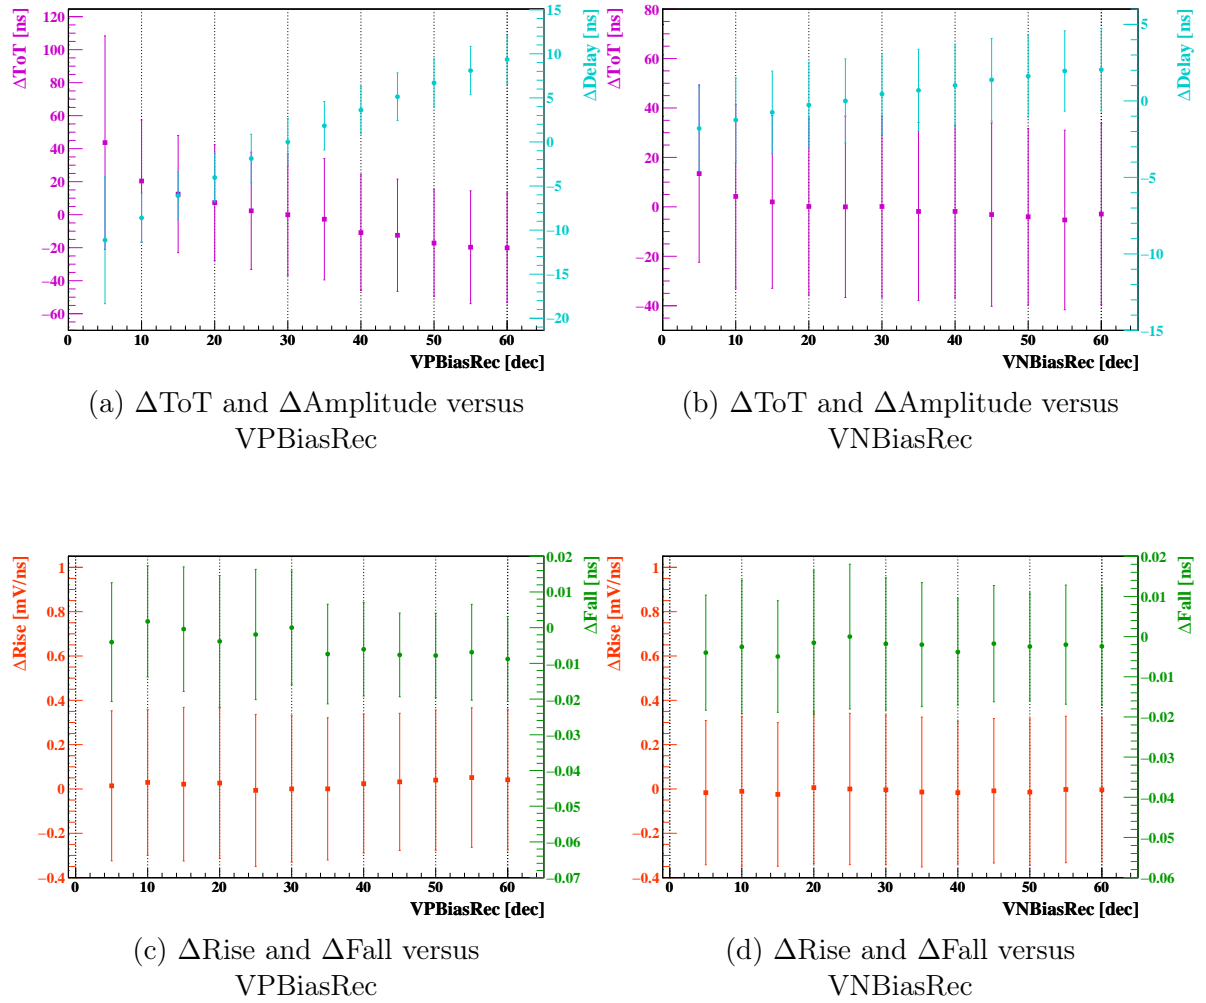 ΔToT [ns]
120
100
80
60
40
20
0
−20
−40
−60
ΔDelay [ns]
15
10
5
0
−5
−10
−15
−20
0 10 20 30 40 50 60
VPBiasRec [dec]
(a) ΔToT and ΔAmplitude versus
VPBiasRec
ΔToT [ns]
80
60
40
20
0
−20
−40
ΔDelay [ns]
5
0
−5
−10
−15
0 10 20 30 40 50 60
VNBiasRec [dec]
(b) ΔToT and ΔAmplitude versus
VNBiasRec
ΔRise [mV/ns]
1
0.8
0.6
0.4
0.2
0
−0.2
−0.4
ΔFall [ns]
0.02
0.01
0
−0.01
−0.02
−0.03
−0.04
−0.05
−0.06
−0.07
0 10 20 30 40 50 60
VPBiasRec [dec]
(c) ΔRise and ΔFall versus
VPBiasRec
ΔRise [mV/ns]
1
0.8
0.6
0.4
0.2
0
−0.2
−0.4
ΔFall [ns]
0.02
0.01
0
−0.01
−0.02
−0.03
−0.04
−0.05
−0.06
0 10 20 30 40 50 60
VNBiasRec [dec]
(d) ΔRise and ΔFall versus
VNBiasRec